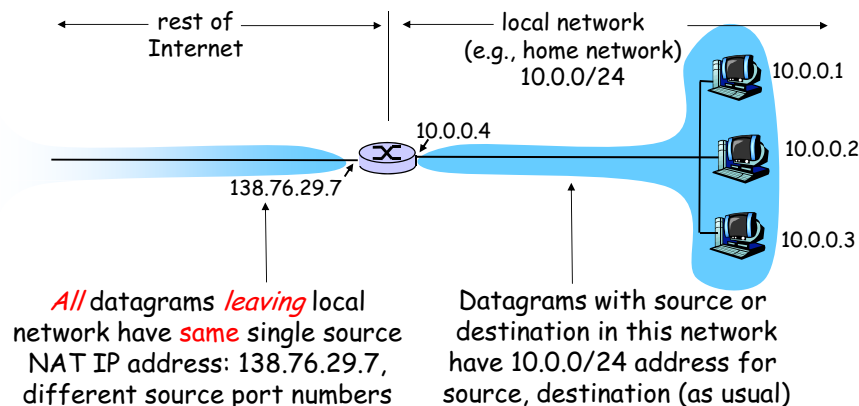 rest of
Internet
local network
(e.g., home network)
10.0.0/24
10.0.0.1
10.0.0.4
10.0.0.2
138.76.29.7
10.0.0.3
All datagrams leaving local
network have same single source
NAT IP address: 138.76.29.7,
different source port numbers
Datagrams with source or
destination in this network
have 10.0.0/24 address for
source, destination (as usual)